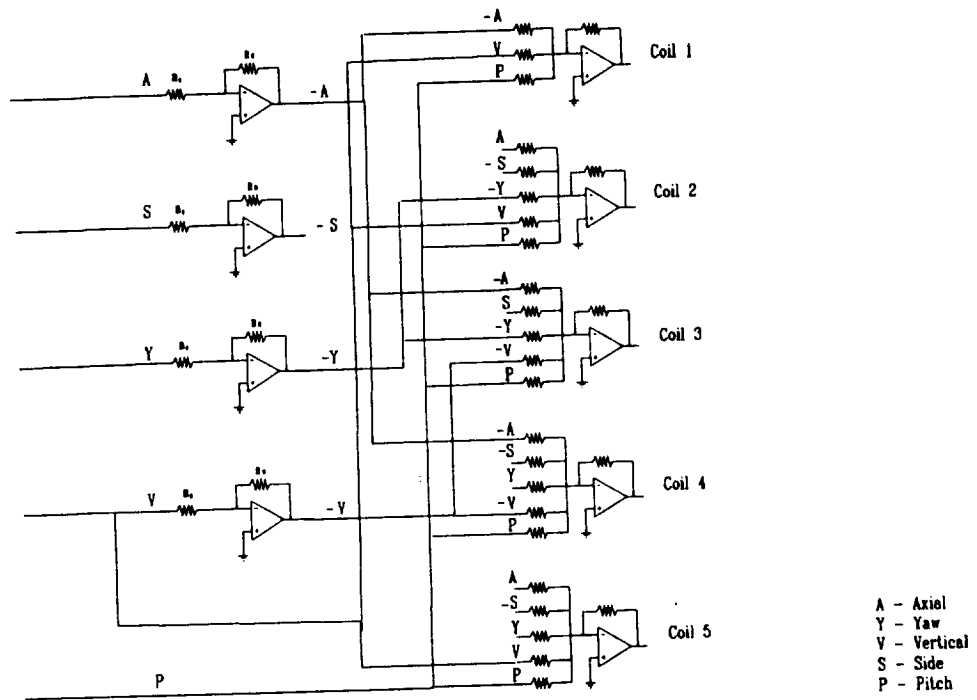 -A
V
P
Coil 1
A
-A
A
-S
-Y
V
P
Coil 2
S
-S
-A
S
-Y
-V
P
Coil 3
Y
-Y
-A
-S
Y
-V
P
Coil 4
V
-V
A
-S
Y
V
P
Coil 5
P
A - Axial
Y - Yaw
V - Vertical
S - Side
P - Pitch